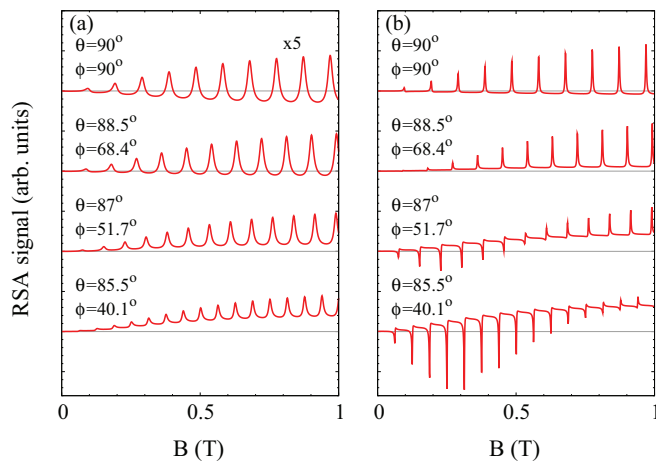 (a)
θ=90°
φ=90°
x5
θ=88.5°
φ=68.4°
θ=87°
φ=51.7°
θ=85.5°
φ=40.1°
0
0.5
1
B (T)
RSA signal (arb. units)
(b)
θ=90°
φ=90°
θ=88.5°
φ=68.4°
θ=87°
φ=51.7°
θ=85.5°
φ=40.1°
0
0.5
1
B (T)